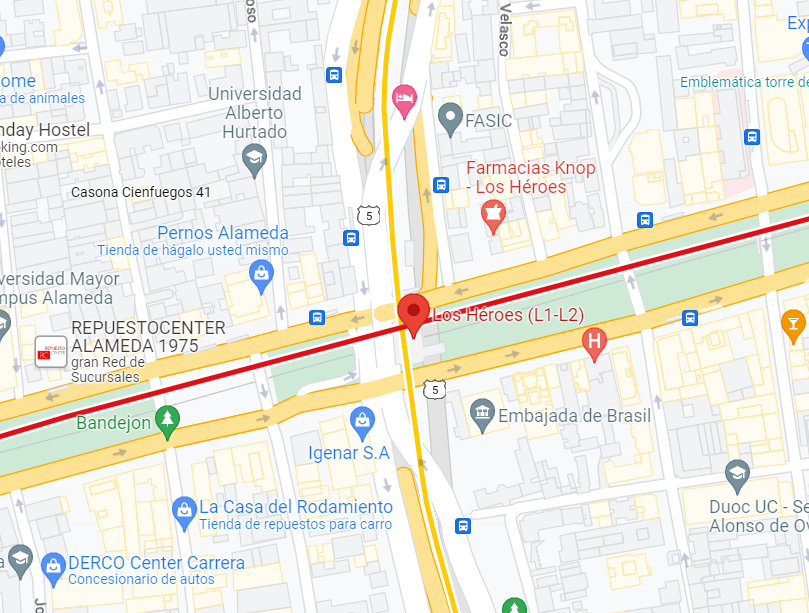 oso
Velasco
Exp
ome
a de animales
Universidad
Alberto
Hurtado
Emblemática torre de
FASIC
nday Hostel
king.com
teles
Farmacias Knop
- Los Héroes
Casona Cienfuegos 41
5
Pernos Alameda
Tienda de hágalo usted mismo
versidad Mayor
mpus Alameda
Los Héroes (L1-L2)
REPUESTOCENTER
ALAMEDA 1975
gran Red de
Sucursales
H
5
Bandejon
Embajada de Brasil
Igenar S.A
La Casa del Rodamiento
Tienda de repuestos para carro
Duoc UC - Se
Alonso de Ov
a
DERCO Center Carrera
Concesionario de autos